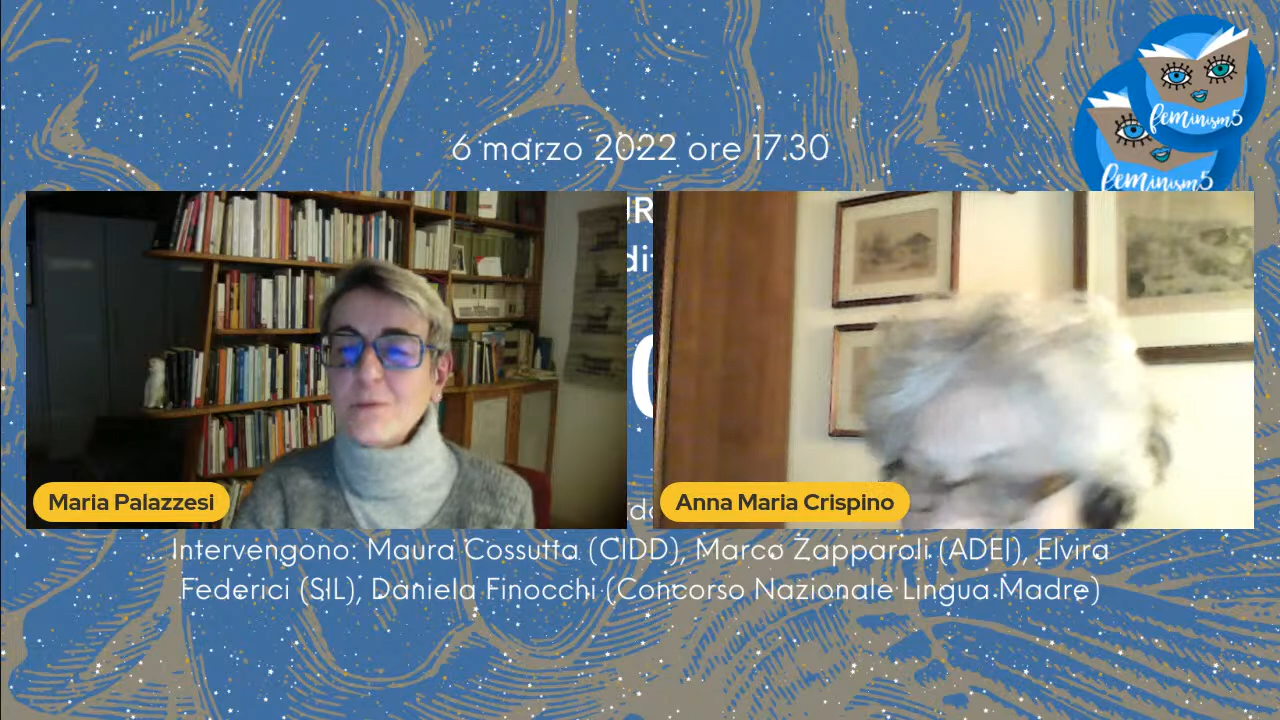 feminism5
feminism5
6 marzo 2022 ore 17.30
Maria Palazzesi
Anna Maria Crispino
Intervengono: Maura Cossutta (CIDD), Marco Zapparoli (ADEI), Elvira
Federici (SIL), Daniela Finocchi (Concorso Nazionale Lingua Madre)